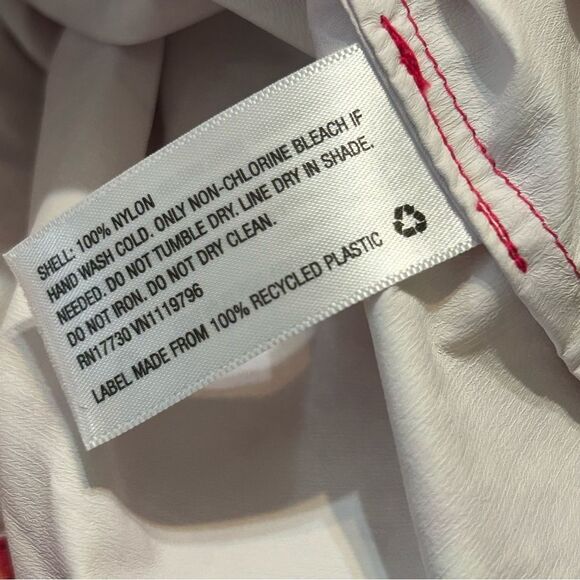 SHELL: 100% NYLON
HAND WASH COLD. ONLY NON-CHLORINE BLEACH IF
NEEDED. DO NOT TUMBLE DRY. LINE DRY IN SHADE.
DO NOT IRON. DO NOT DRY CLEAN.
RN17730 VN1119796
LABEL MADE FROM 100% RECYCLED PLASTIC